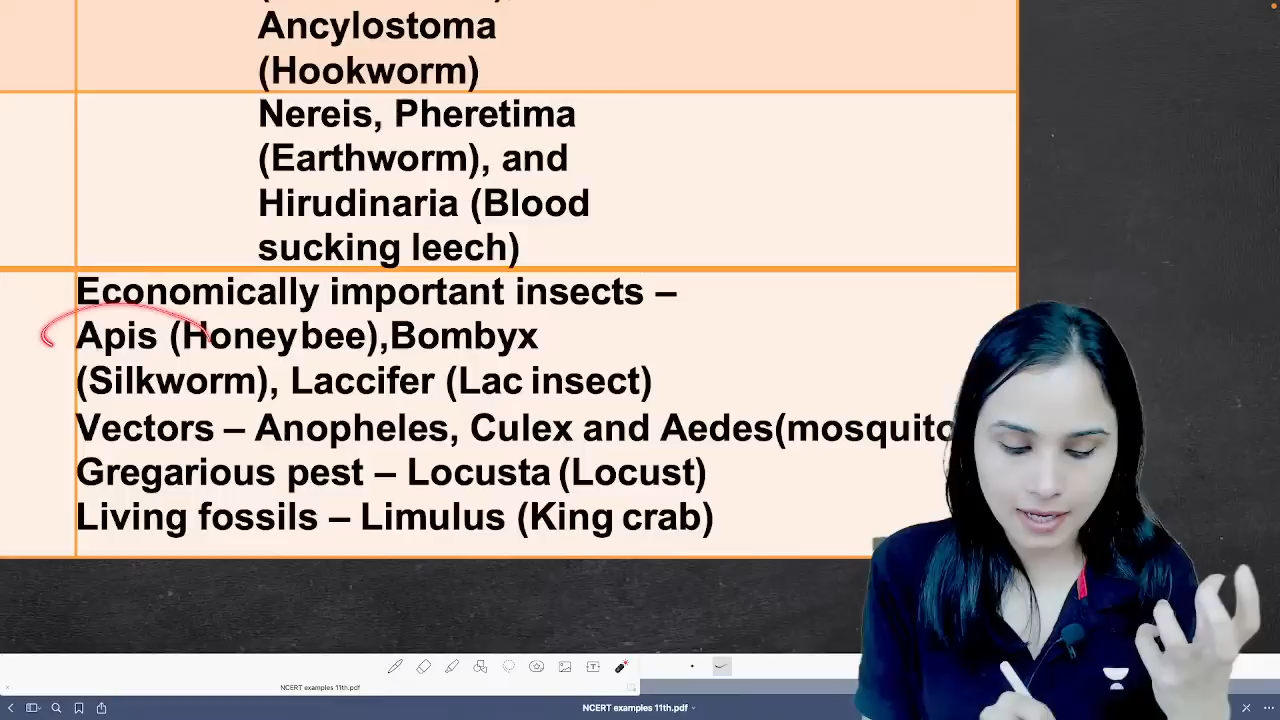 Ancylostoma
(Hookworm)
Nereis, Pheretima
(Earthworm), and
Hirudinaria (Blood
sucking leech)
Economically important insects –
Apis (Honey bee),Bombyx
(Silkworm), Laccifer (Lac insect)
Vectors – Anopheles, Culex and Aedes(mosquito
Gregarious pest – Locusta (Locust)
Living fossils – Limulus (King crab)
NCERT examples 11th.pdf
NCERT examples 11th.pdf